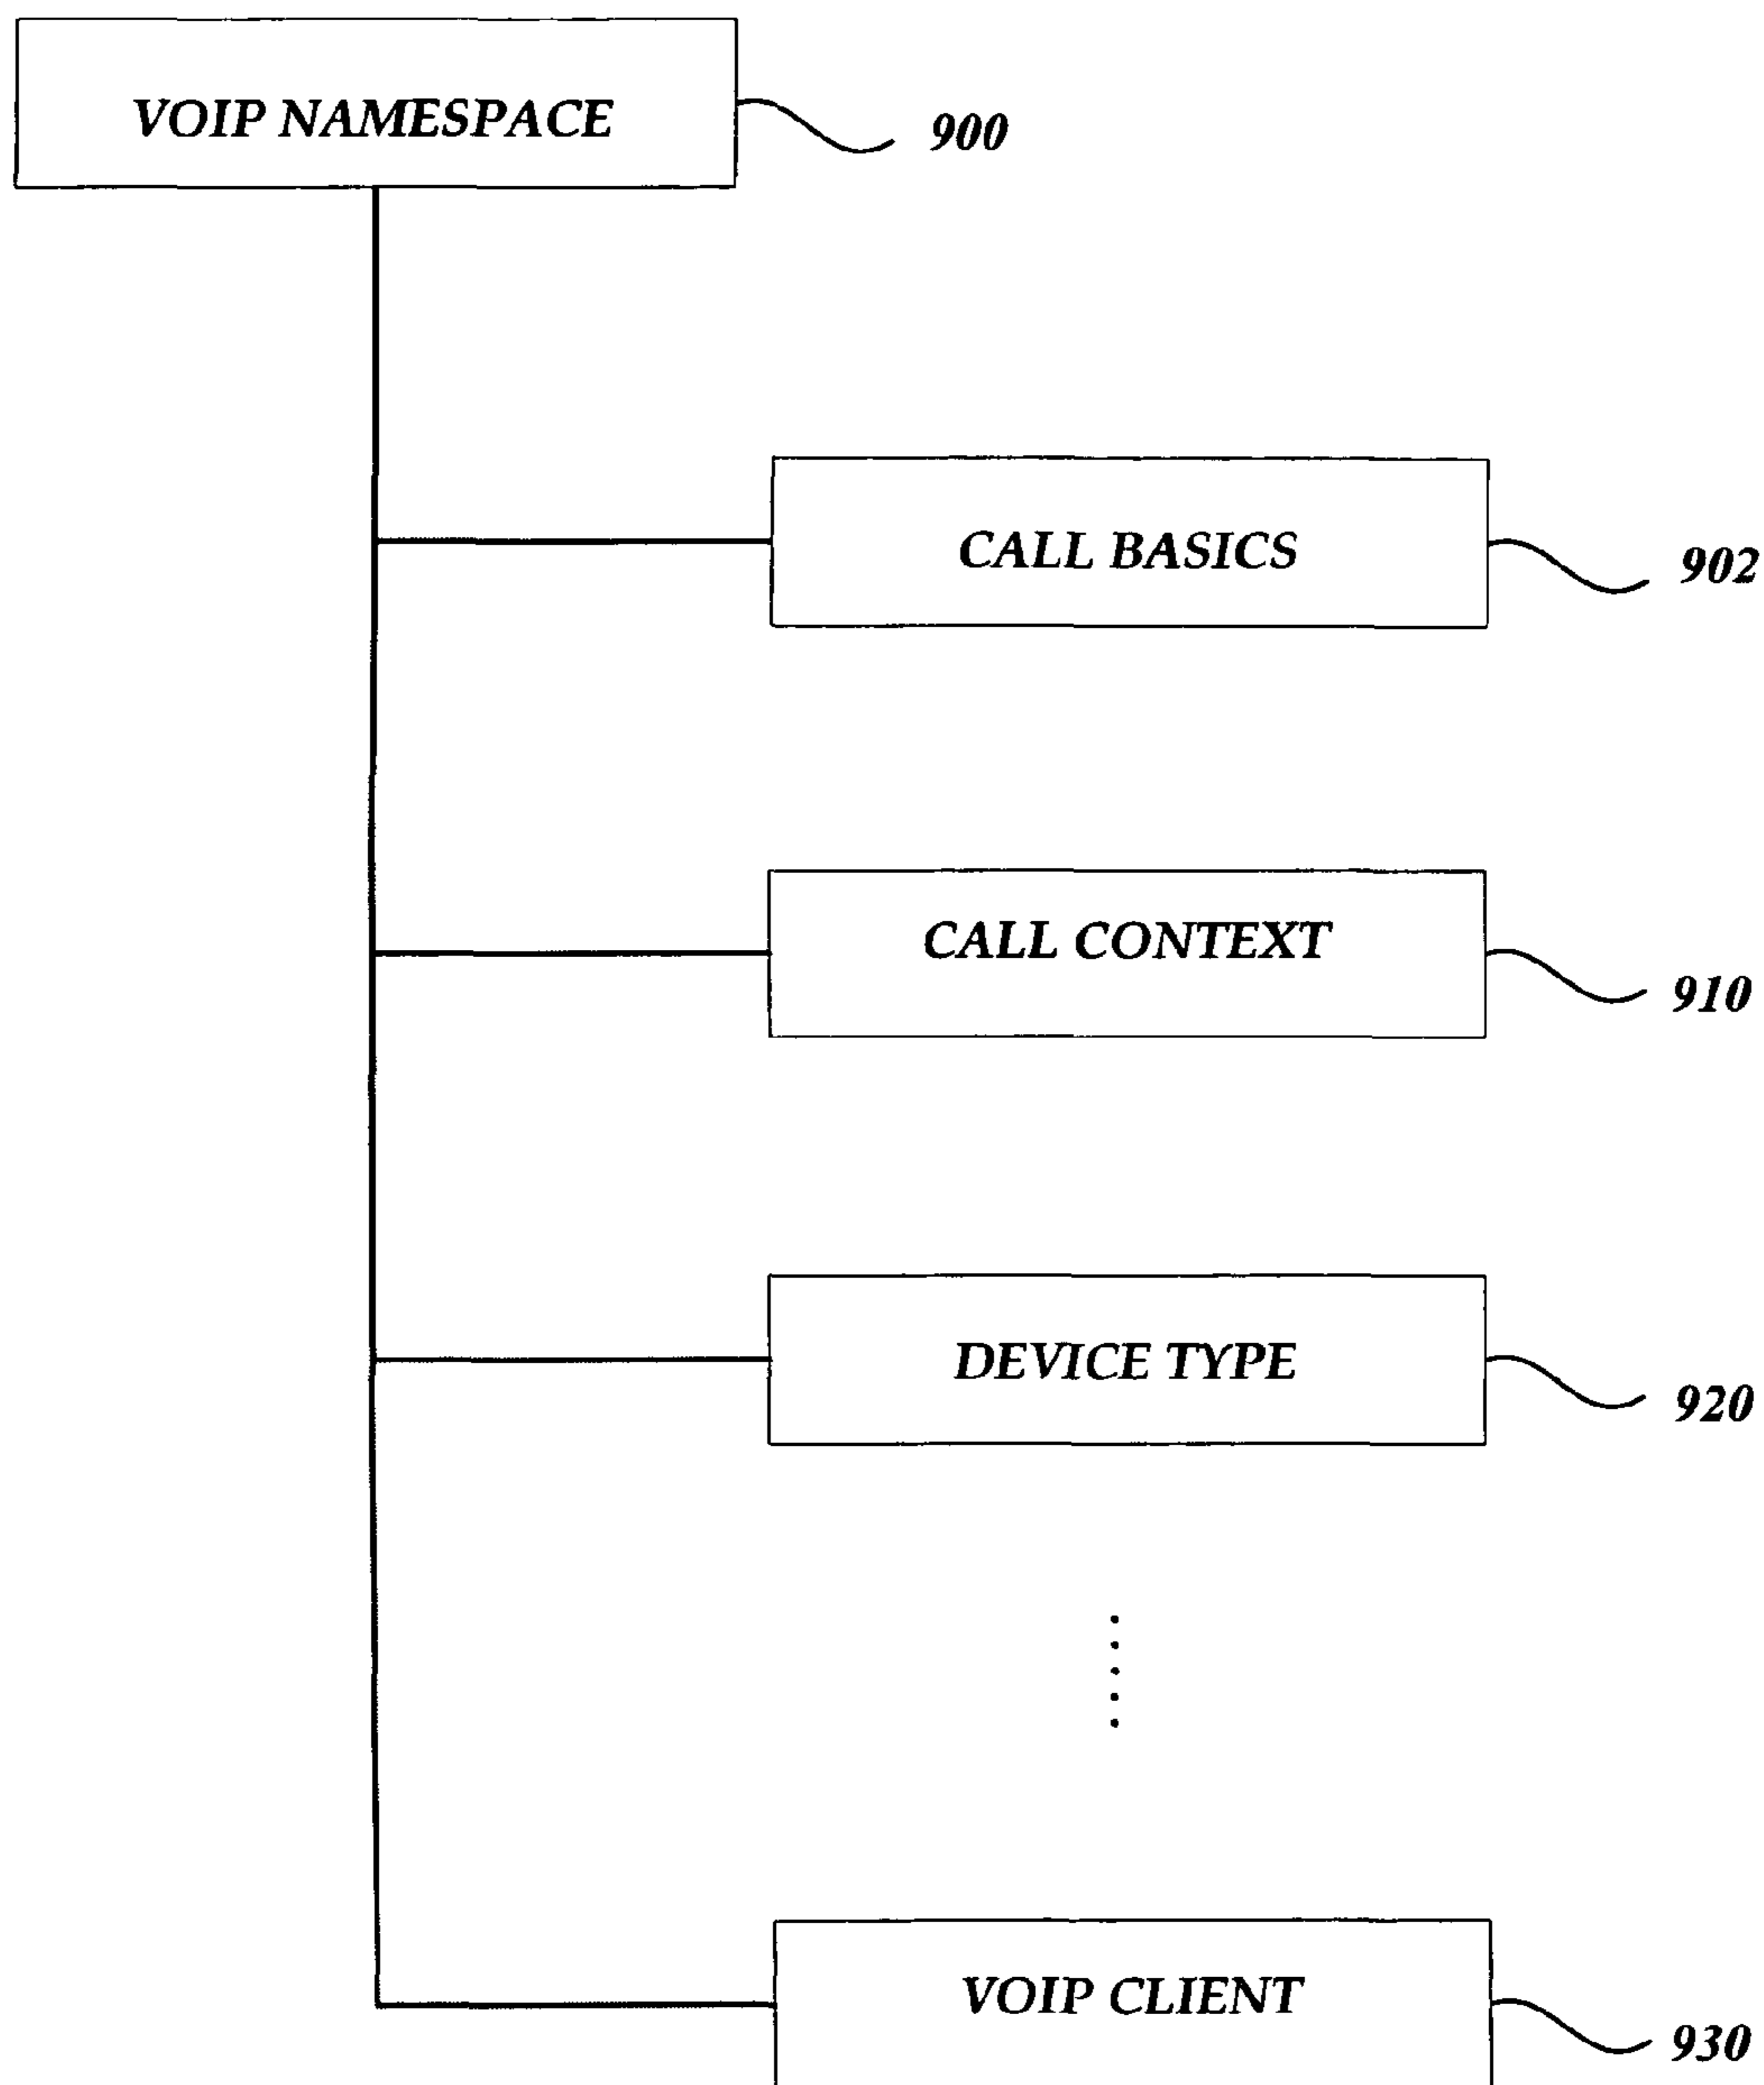 VOIP NAMESPACE
900
CALL BASICS
902
CALL CONTEXT
910
DEVICE TYPE
920
VOIP CLIENT
930